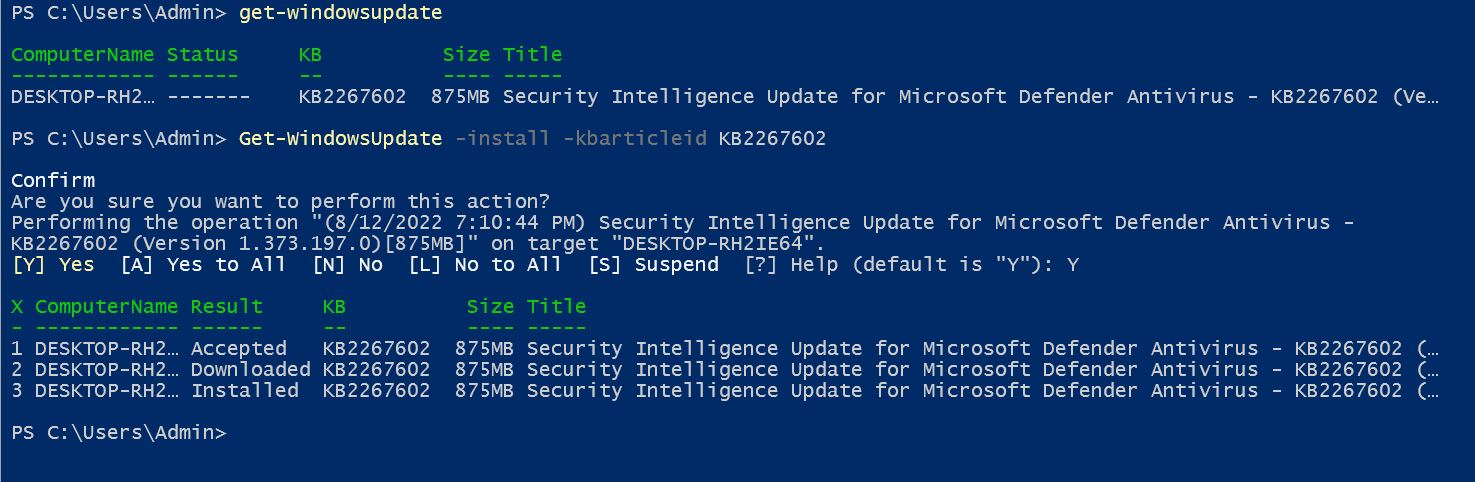 PS C:\Users\Admin> get-windowsupdate
ComputerName Status     KB          Size Title
------------ ------     --          ---- -----
DESKTOP-RH2… -------    KB2267602  875MB Security Intelligence Update for Microsoft Defender Antivirus - KB2267602 (Ve…
PS C:\Users\Admin> Get-WindowsUpdate -install -kbarticleid KB2267602
Confirm
Are you sure you want to perform this action?
Performing the operation "(8/12/2022 7:10:44 PM) Security Intelligence Update for Microsoft Defender Antivirus -
KB2267602 (Version 1.373.197.0)[875MB]" on target "DESKTOP-RH2IE64".
[Y] Yes  [A] Yes to All  [N] No  [L] No to All  [S] Suspend  [?] Help (default is "Y"): Y
X ComputerName Result     KB          Size Title
- ------------ ------     --          ---- -----
1 DESKTOP-RH2… Accepted   KB2267602  875MB Security Intelligence Update for Microsoft Defender Antivirus - KB2267602 (…
2 DESKTOP-RH2… Downloaded KB2267602  875MB Security Intelligence Update for Microsoft Defender Antivirus - KB2267602 (…
3 DESKTOP-RH2… Installed  KB2267602  875MB Security Intelligence Update for Microsoft Defender Antivirus - KB2267602 (…
PS C:\Users\Admin>